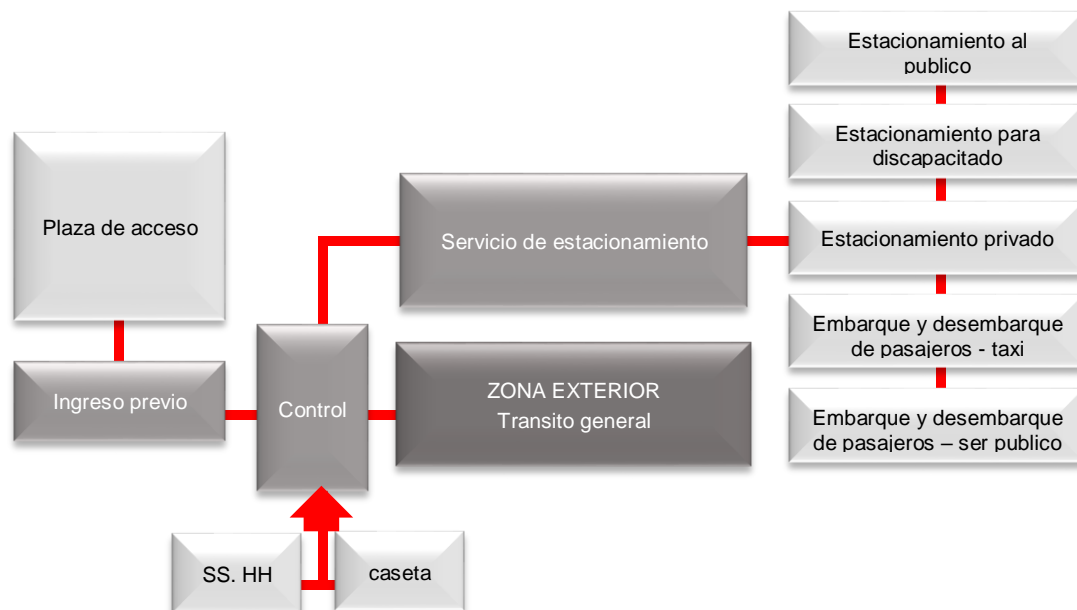 Estacionamiento al
publico
Estacionamiento para
discapacitado
Plaza de acceso
Servicio de estacionamiento
Estacionamiento privado
Embarque y desembarque
de pasajeros - taxi
Ingreso previo
Control
ZONA EXTERIOR
Transito general
Embarque y desembarque
de pasajeros – ser publico
SS. HH
caseta